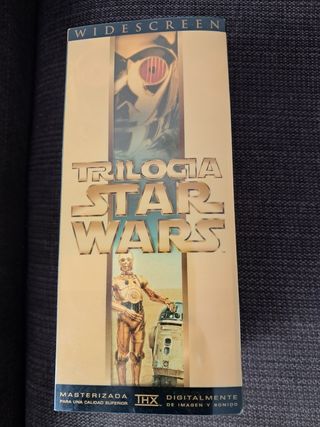 WIDESCREEN
TRILOGIA
STAR
WARS
MASTERIZADA
PARA UNA CALIDAD SUPERIOR
THX
DIGITALMENTE
DE IMAGEN Y SONIDO